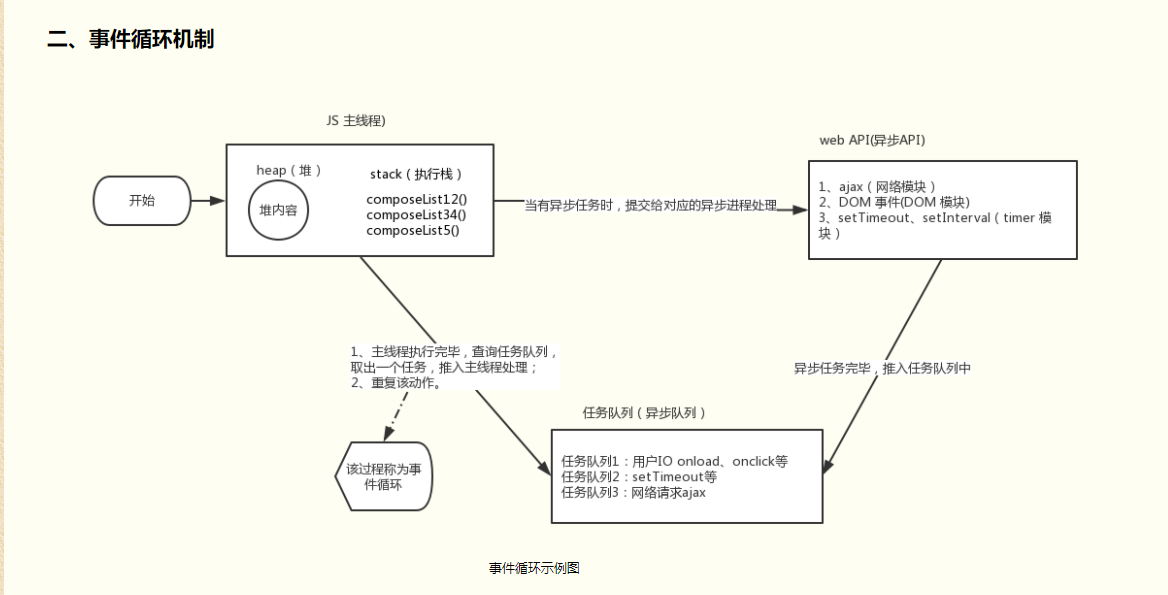 二、事件循环机制
JS 主线程)
web API(异步API)
开始
heap（堆）
堆内容
stack（执行栈）
composeList12()
composeList34()
composeList5()
当有异步任务时，提交给对应的异步进程处理
1、ajax（网络模块）
2、DOM 事件(DOM 模块)
3、setTimeout、setInterval（timer 模
块）
1、主线程执行完毕，查询任务队列，
取出一个任务，推入主线程处理；
2、重复该动作。
异步任务完毕，推入任务队列中
该过程称为事
件循环
任务队列（异步队列）
任务队列1：用户IO onload、onclick等
任务队列2：setTimeout等
任务队列3：网络请求ajax
事件循环示例图